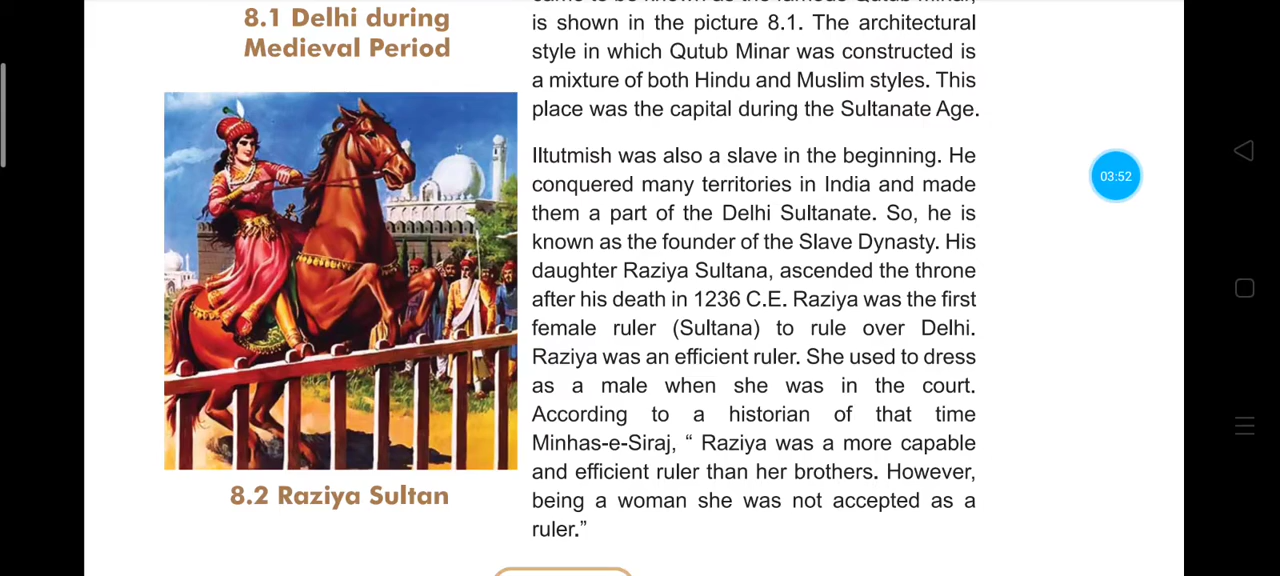 8.1 Delhi during
Medieval Period
is shown in the picture 8.1. The architectural
style in which Qutub Minar was constructed is
a mixture of both Hindu and Muslim styles. This
place was the capital during the Sultanate Age.
Iltutmish was also a slave in the beginning. He
conquered many territories in India and made
them a part of the Delhi Sultanate. So, he is
known as the founder of the Slave Dynasty. His
daughter Raziya Sultana, ascended the throne
after his death in 1236 C.E. Raziya was the first
female ruler (Sultana) to rule over Delhi.
Raziya was an efficient ruler. She used to dress
as a male when she was in the court.
According to a historian of that time
Minhas-e-Siraj, “ Raziya was a more capable
and efficient ruler than her brothers. However,
being a woman she was not accepted as a
ruler.”
8.2 Raziya Sultan
03:52